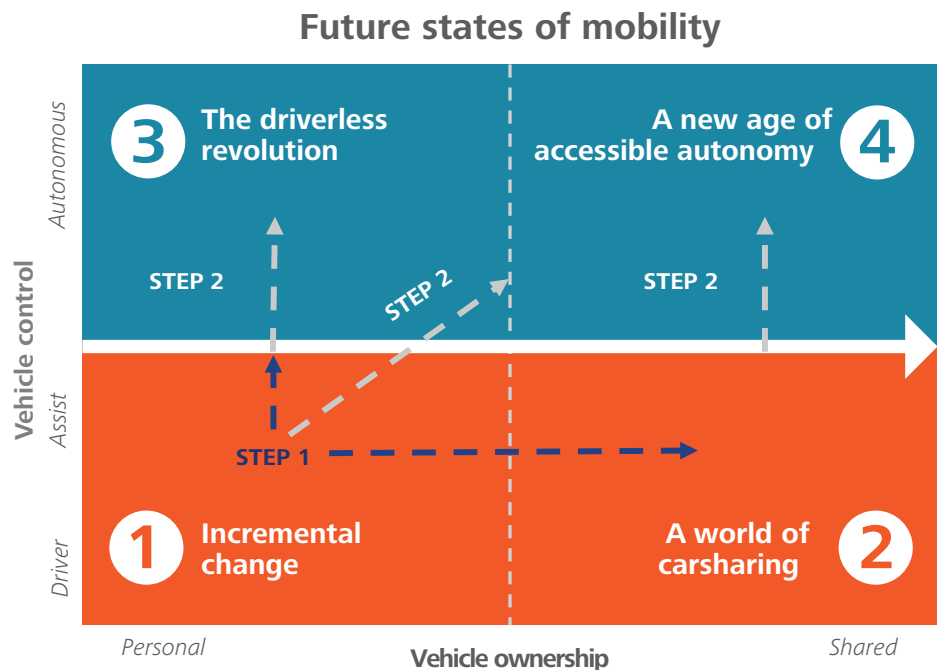 Future states of mobility
Autonomous
3
The driverless
revolution
A new age of
accessible autonomy
4
STEP 2
STEP 2
STEP 2
Vehicle control
Assist
STEP 1
Driver
1
Incremental
change
A world of
carsharing
2
Personal
Vehicle ownership
Shared